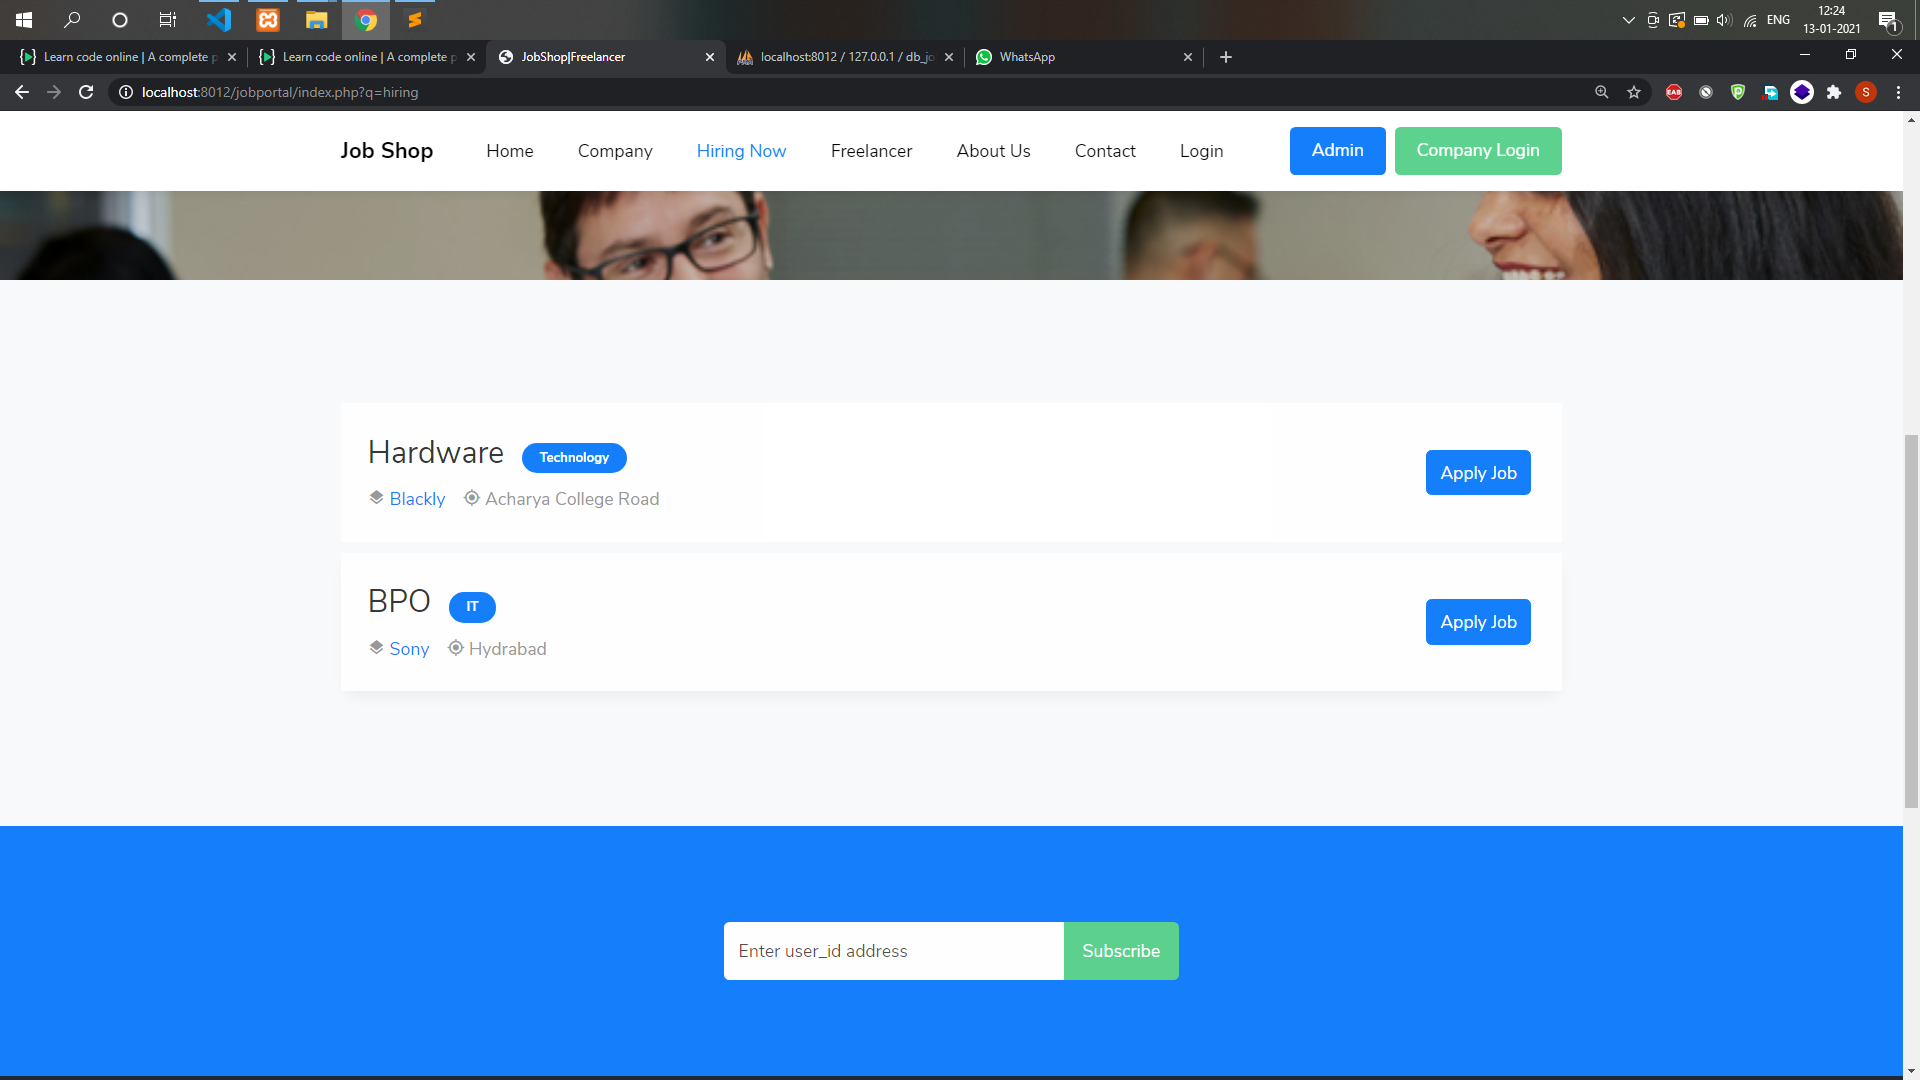 ENG
12:24
13-01-2021
1
Learn code online | A complete p
Learn code online | A complete p
JobShop|Freelancer
localhost:8012 / 127.0.0.1 / db_jo
WhatsApp
localhost:8012/jobportal/index.php?q=hiring
EAB
S
Job Shop
Home
Company
Hiring Now
Freelancer
About Us
Contact
Login
Admin
Company Login
Hardware
Technology
Blackly
Acharya College Road
Apply Job
BPO
IT
Sony
Hydrabad
Apply Job
Enter user_id address
Subscribe